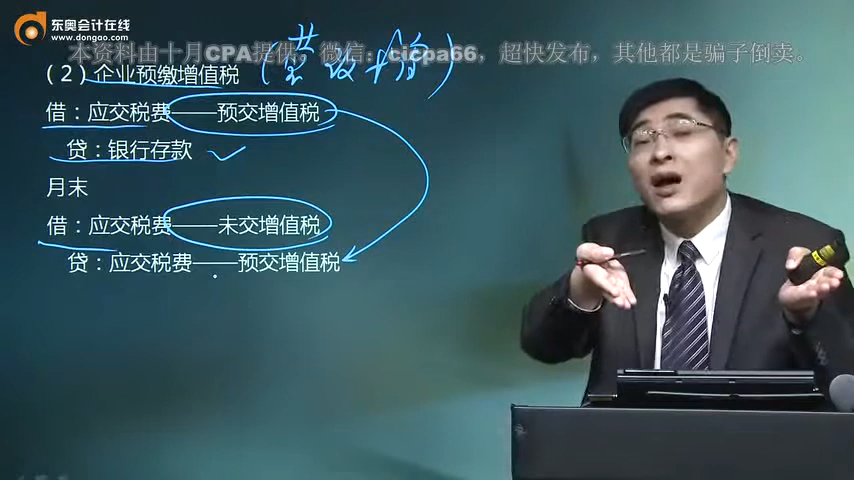 东奥会计在线
www.dongao.com
本资料由十月CPA提供，微信：cicpa66，超快发布，其他都是骗子倒卖。
（2）企业预缴增值税（营改增）
借：应交税费——预交增值税
贷：银行存款
月末
借：应交税费——未交增值税
贷：应交税费——预交增值税